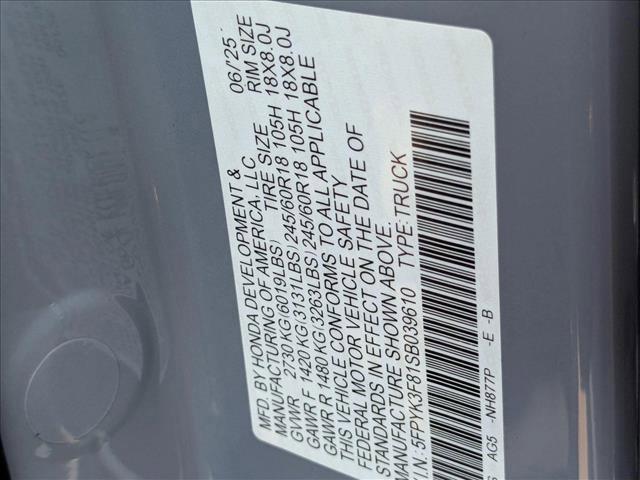 MFD. BY HONDA DEVELOPMENT &
MANUFACTURING OF AMERICA, LLC 06/'25
GVWR 2730 KG(6019LBS) TIRE SIZE RIM SIZE
GAWR F 1420 KG(3131LBS) 245/60R18 105H 18X8.0J
GAWR R 1480 KG(3263LBS) 245/60R18 105H 18X8.0J
THIS VEHICLE CONFORMS TO ALL APPLICABLE
FEDERAL MOTOR VEHICLE SAFETY
STANDARDS IN EFFECT ON THE DATE OF
MANUFACTURE SHOWN ABOVE.
V.I.N.: 5FPYK3F81SB039610 TYPE: TRUCK
AG5 -NH877P -E -B